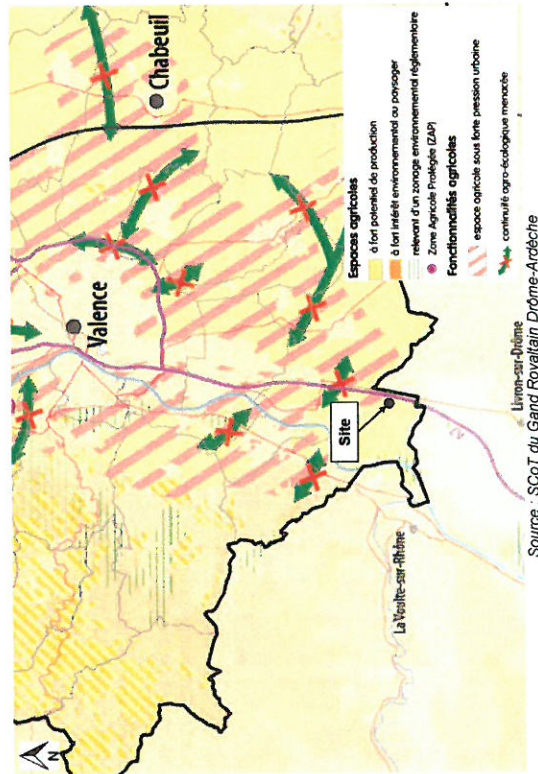 N
Valence
Chabeuil
Site
La Voulte-sur-Rhône
Livron-sur-Drôme
A7
Espaces agricoles
à fort potentiel de production
à fort intérêt environnemental ou paysager
relevant d'un zonage environnemental réglementaire
Zone Agricole Protégée (ZAP)
Fonctionnalités agricoles
espace agricole sous forte pression urbaine
continuité agro-écologique menacée
Source : SCoT du Gand Rovaltain Drôme-Ardèche